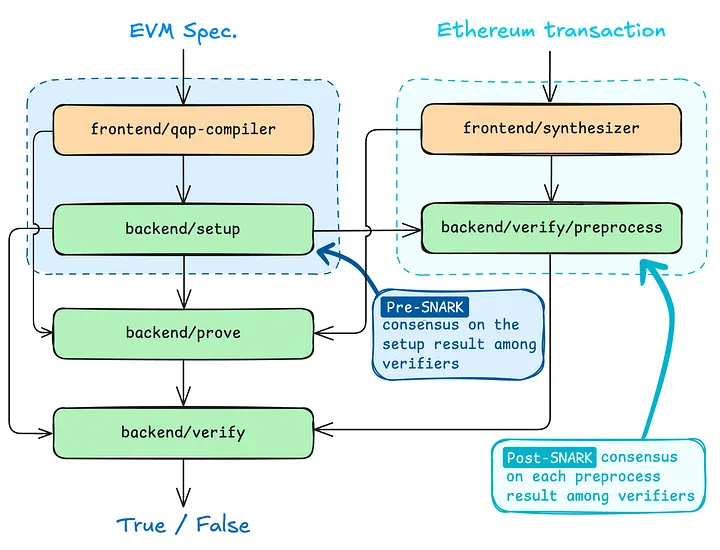 EVM Spec.
Ethereum transaction
frontend/qap-compiler
frontend/synthesizer
backend/setup
backend/verify/preprocess
Pre-SNARK
consensus on the
setup result among
verifiers
backend/prove
backend/verify
Post-SNARK consensus
on each preprocess
result among verifiers
True / False